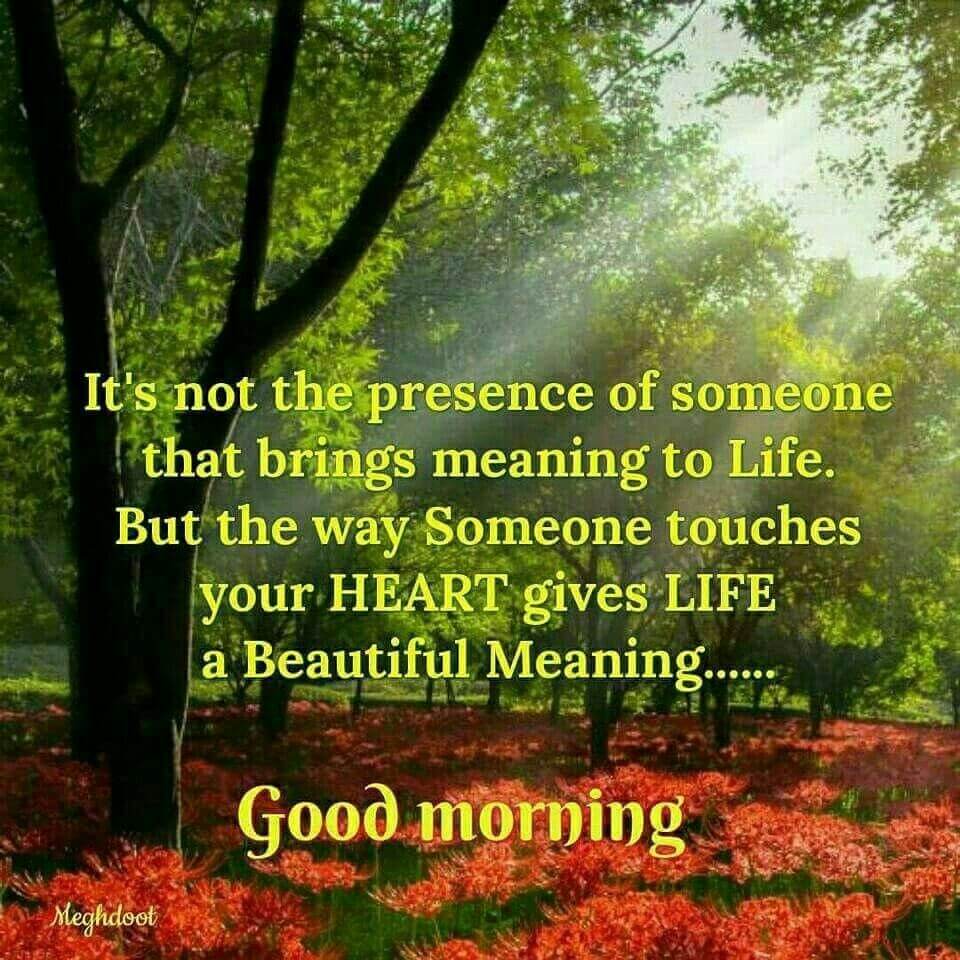 It's not the presence of someone
that brings meaning to Life.
But the way Someone touches
your HEART gives LIFE
a Beautiful Meaning......
Good morning
Meghdoot